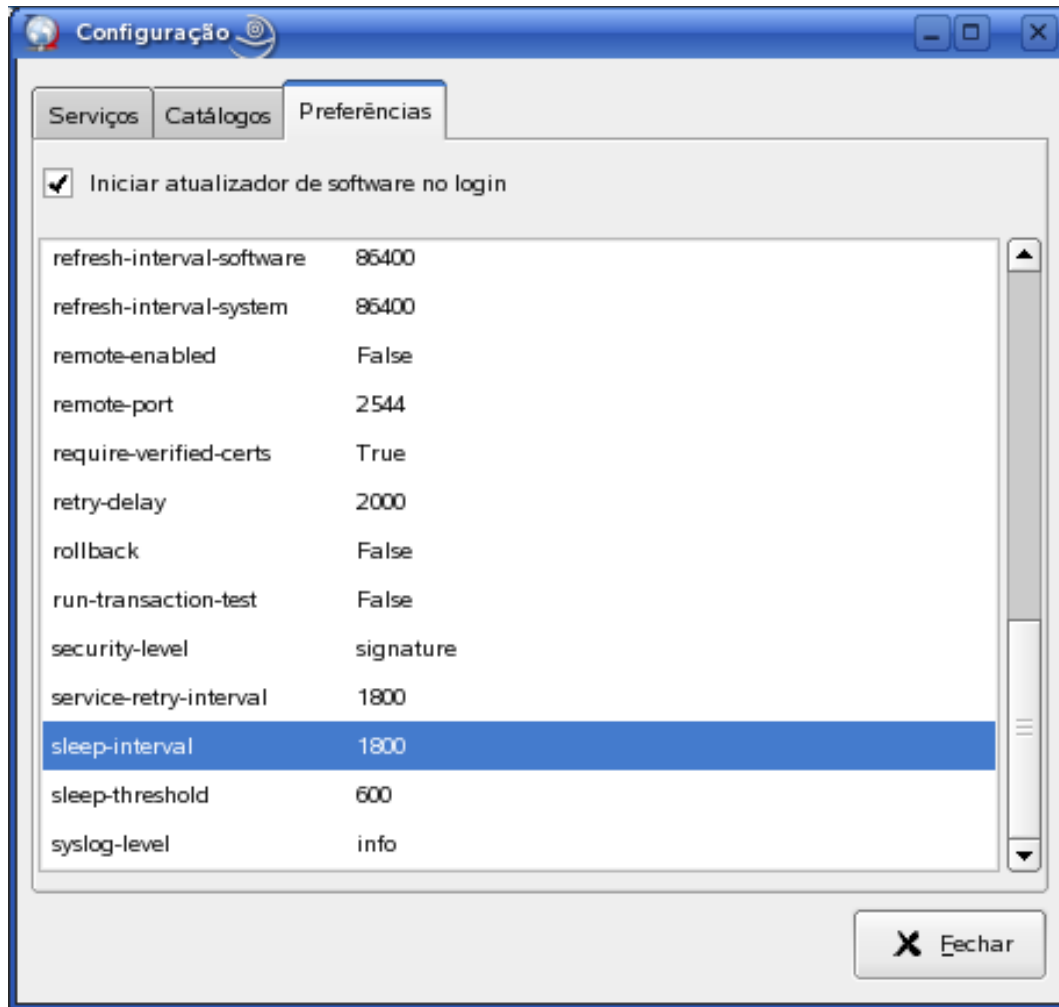 Configuração
Serviços Catálogos Preferências
Iniciar atualizador de software no login
refresh-interval-software 86400
refresh-interval-system 86400
remote-enabled False
remote-port 2544
require-verified-certs True
retry-delay 2000
rollback False
run-transaction-test False
security-level signature
service-retry-interval 1800
sleep-interval 1800
sleep-threshold 600
syslog-level info
Fechar